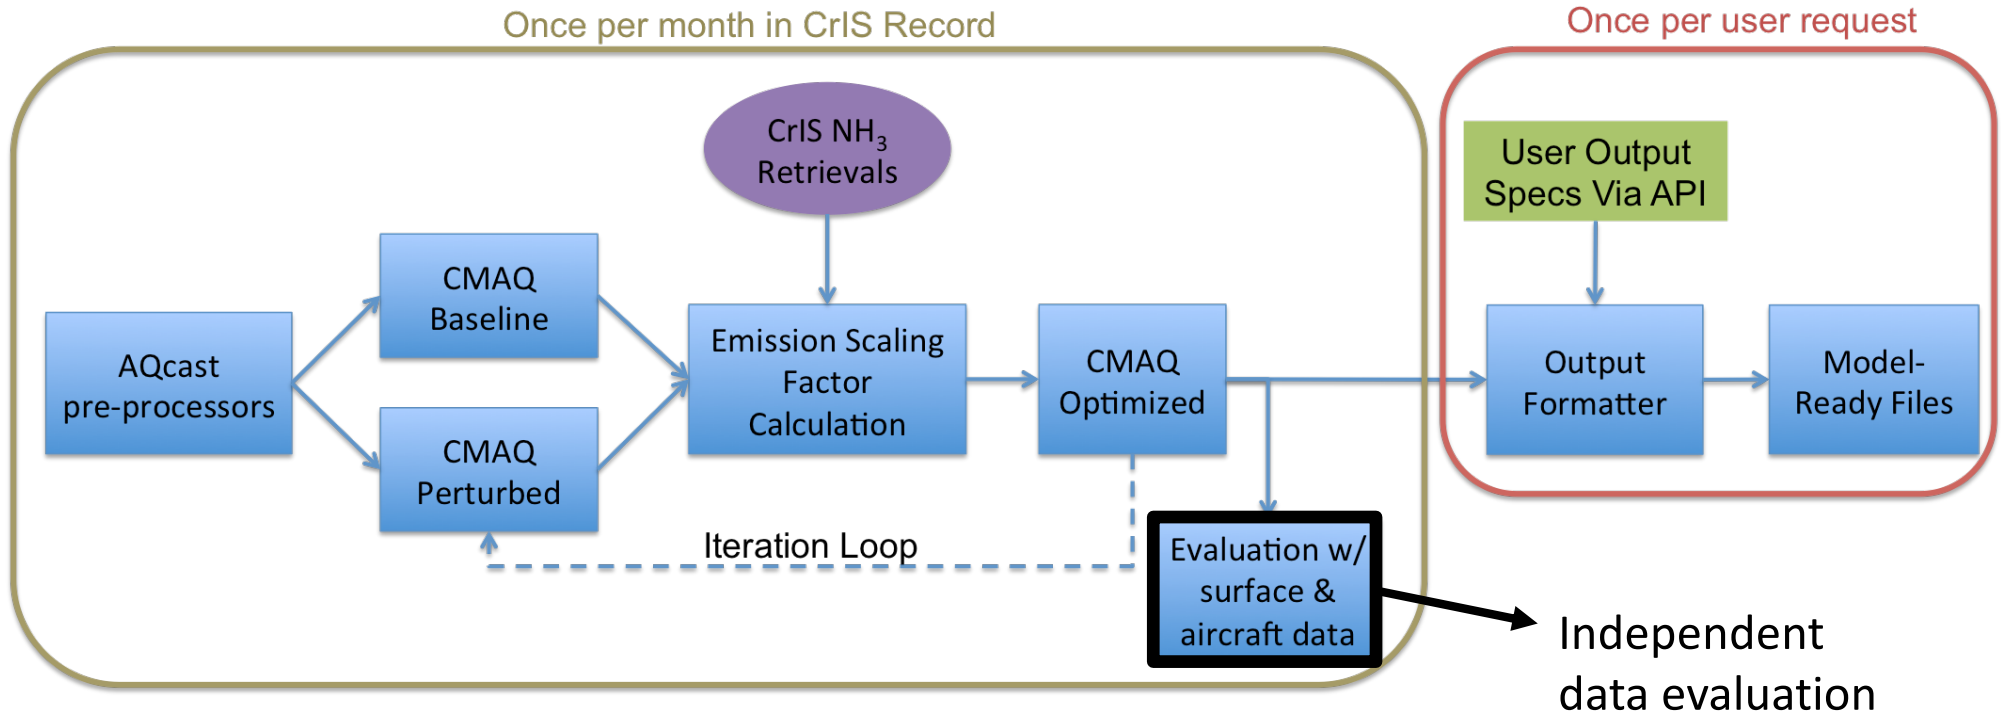 Once per month in CrIS Record
Once per user request
CrIS NH₃
Retrievals
User Output
Specs Via API
CMAQ
Baseline
AQcast
pre-processors
CMAQ
Perturbed
Emission Scaling
Factor
Calculation
CMAQ
Optimized
Output
Formatter
Model-
Ready Files
Iteration Loop
Evaluation w/
surface &
aircraft data
Independent
data evaluation